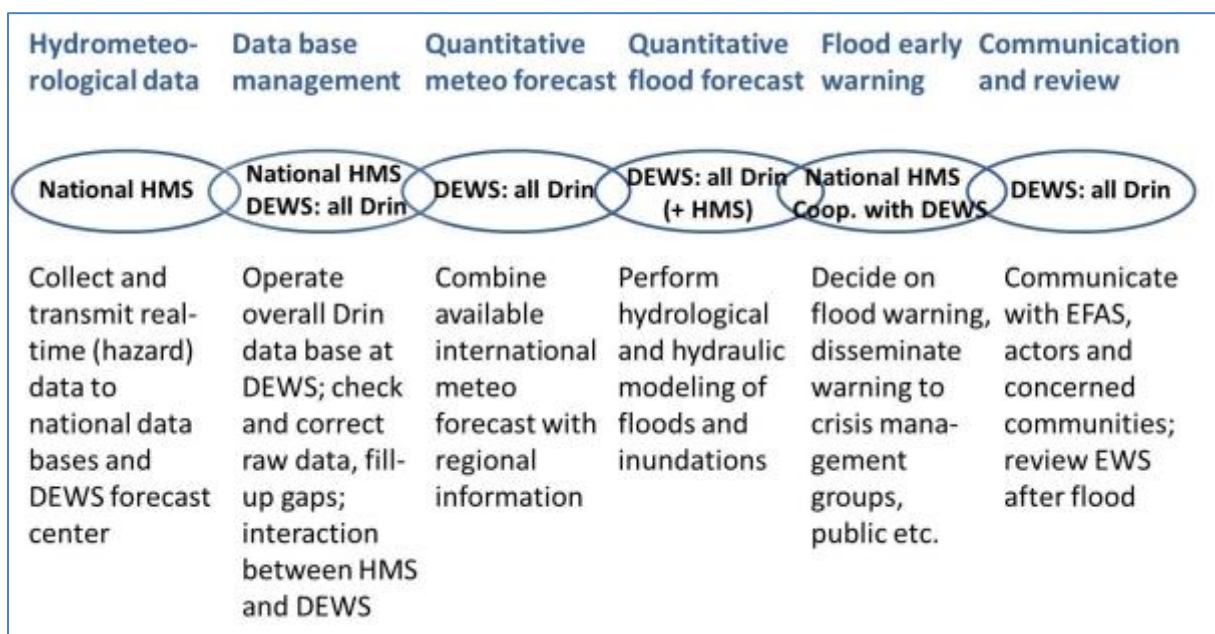 Hydrometeo-
rological data
Data base
management
Quantitative
meteo forecast
Quantitative
flood forecast
Flood early
warning
Communication
and review
National HMS
National HMS
DEWS: all Drin
DEWS: all Drin
DEWS: all Drin
(+ HMS)
National HMS
Coop. with DEWS
DEWS: all Drin
Collect and
transmit real-
time (hazard)
data to
national data
bases and
DEWS forecast
center
Operate
overall Drin
data base at
DEWS; check
and correct
raw data, fill-
up gaps;
interaction
between HMS
and DEWS
Combine
available
international
meteo
forecast with
regional
information
Perform
hydrological
and hydraulic
modeling of
floods and
inundations
Decide on
flood warning,
disseminate
warning to
crisis mana-
gement
groups,
public etc.
Communicate
with EFAS,
actors and
concerned
communities;
review EWS
after flood